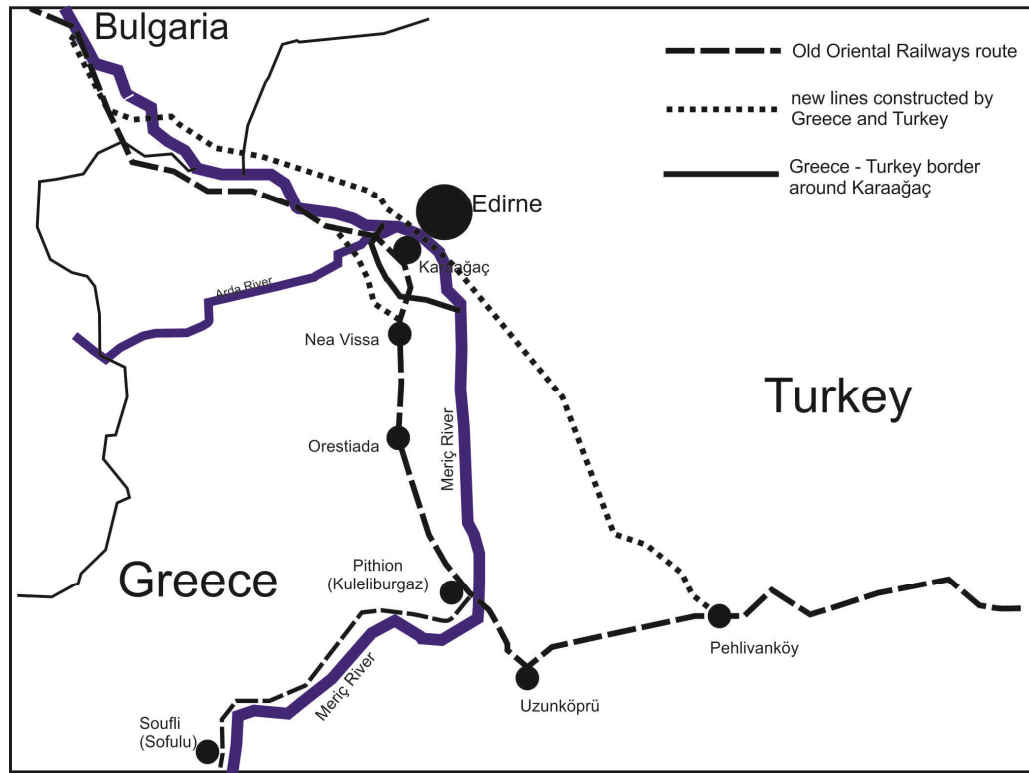 Bulgaria
Old Oriental Railways route
new lines constructed by
Greece and Turkey
Greece - Turkey border
around Karaağaç
Edirne
Karaağaç
Arda River
Nea Vissa
Turkey
Orestiada
Meriç River
Pithion
(Kuleliburgaz)
Greece
Pehlivanköy
Meriç River
Uzunköprü
Soufli
(Sofulu)